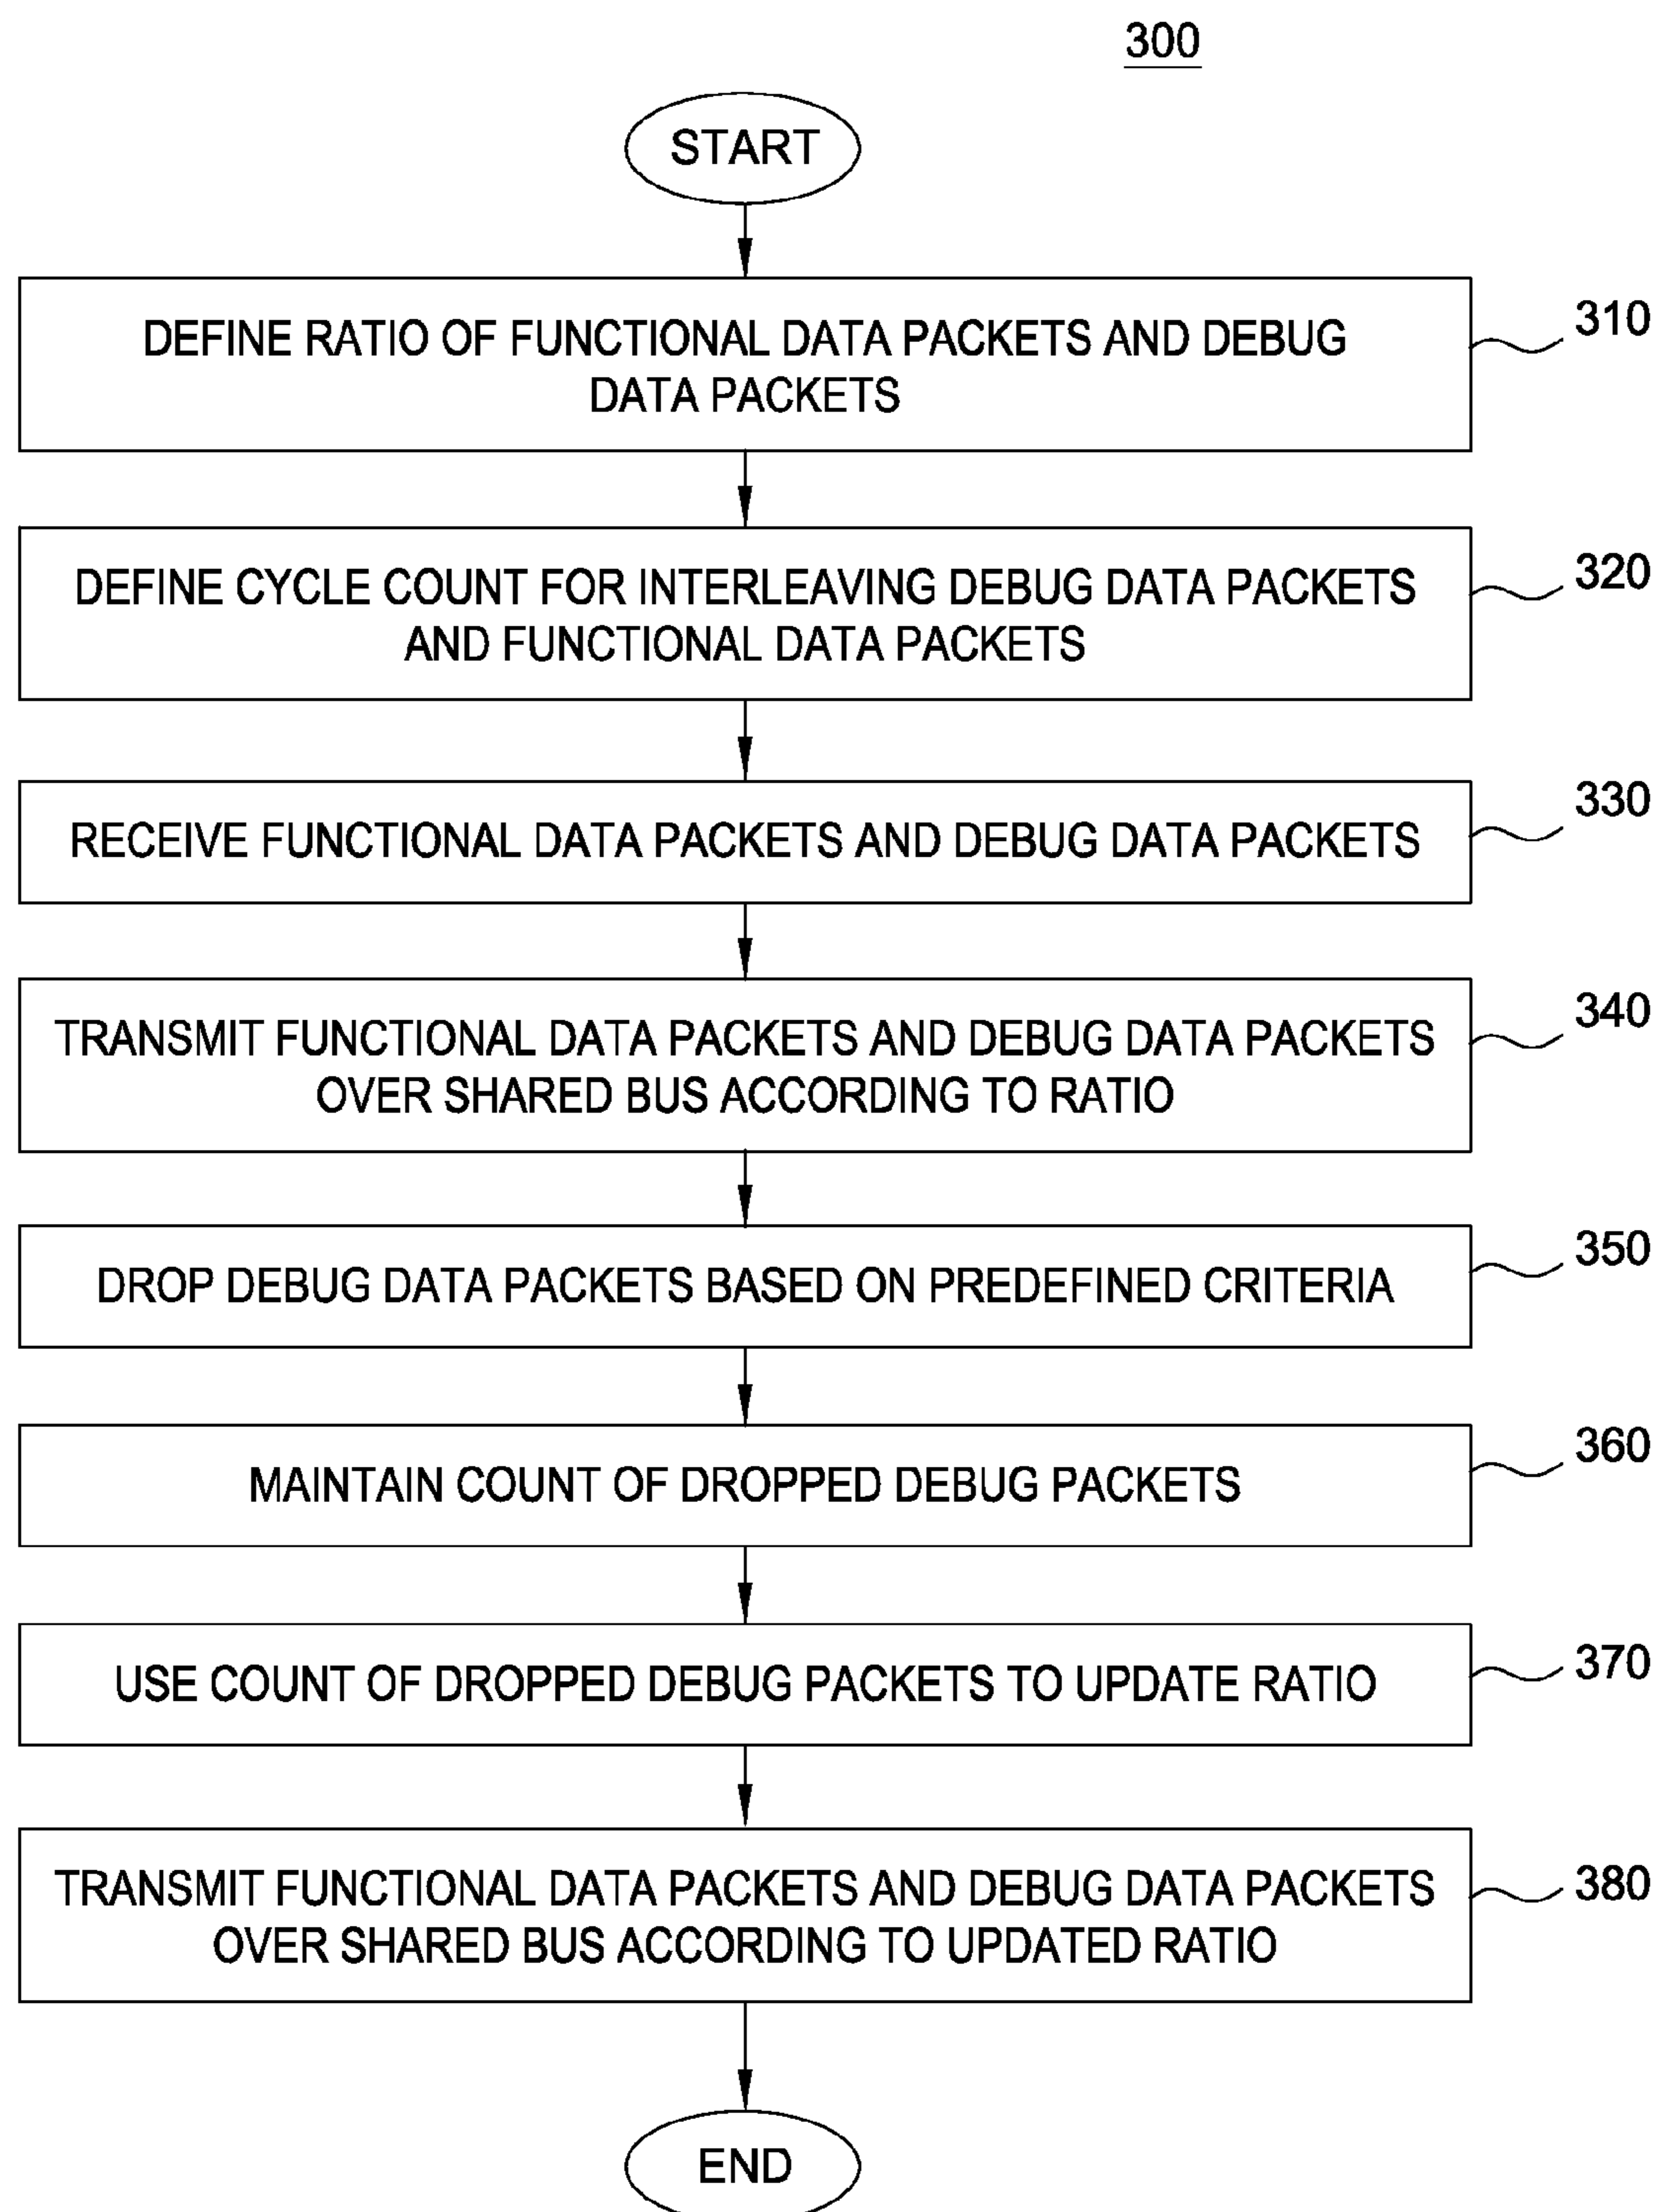 300
START
DEFINE RATIO OF FUNCTIONAL DATA PACKETS AND DEBUG
DATA PACKETS
310
DEFINE CYCLE COUNT FOR INTERLEAVING DEBUG DATA PACKETS
AND FUNCTIONAL DATA PACKETS
320
RECEIVE FUNCTIONAL DATA PACKETS AND DEBUG DATA PACKETS
330
TRANSMIT FUNCTIONAL DATA PACKETS AND DEBUG DATA PACKETS
OVER SHARED BUS ACCORDING TO RATIO
340
DROP DEBUG DATA PACKETS BASED ON PREDEFINED CRITERIA
350
MAINTAIN COUNT OF DROPPED DEBUG PACKETS
360
USE COUNT OF DROPPED DEBUG PACKETS TO UPDATE RATIO
370
TRANSMIT FUNCTIONAL DATA PACKETS AND DEBUG DATA PACKETS
OVER SHARED BUS ACCORDING TO UPDATED RATIO
380
END